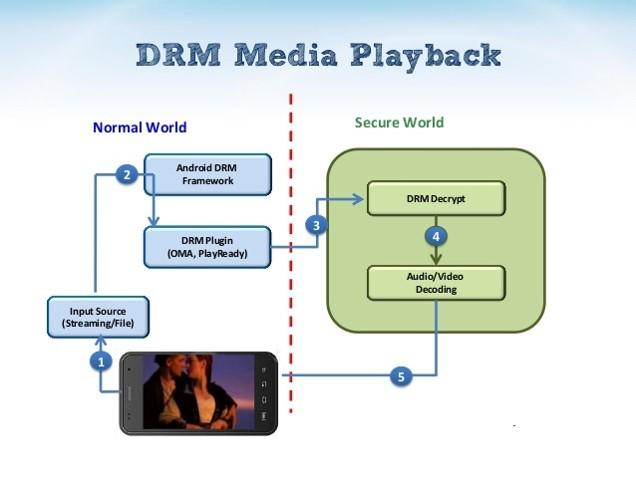 DRM Media Playback
Normal World
Secure World
2
Android DRM
Framework
DRM Decrypt
3
DRM Plugin
(OMA, PlayReady)
4
Audio/Video
Decoding
Input Source
(Streaming/File)
1
5